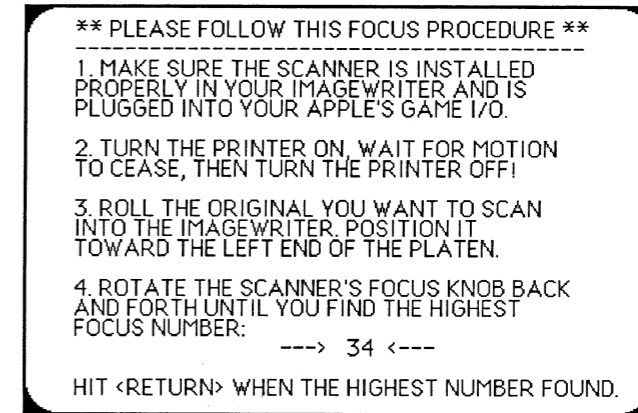 ** PLEASE FOLLOW THIS FOCUS PROCEDURE **
--------------------------------------------
1. MAKE SURE THE SCANNER IS INSTALLED
PROPERLY IN YOUR IMAGEWRITER AND IS
PLUGGED INTO YOUR APPLE'S GAME I/O.
2. TURN THE PRINTER ON, WAIT FOR MOTION
TO CEASE, THEN TURN THE PRINTER OFF!
3. ROLL THE ORIGINAL YOU WANT TO SCAN
INTO THE IMAGEWRITER. POSITION IT
TOWARD THE LEFT END OF THE PLATEN.
4. ROTATE THE SCANNER'S FOCUS KNOB BACK
AND FORTH UNTIL YOU FIND THE HIGHEST
FOCUS NUMBER:
---> 34 <---
HIT <RETURN> WHEN THE HIGHEST NUMBER FOUND.